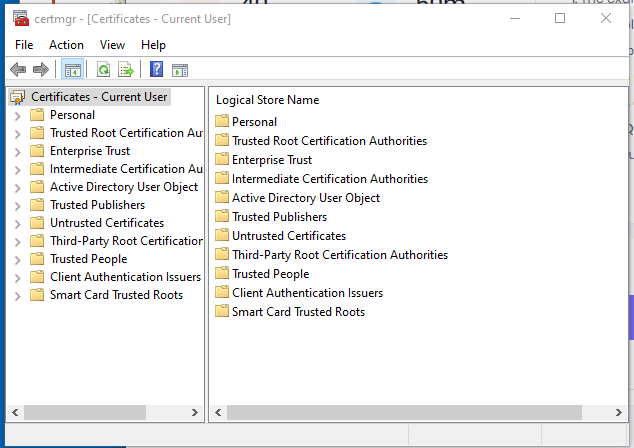 certmgr - [Certificates - Current User]
File Action View Help
Certificates - Current User
Personal
Trusted Root Certification Au
Enterprise Trust
Intermediate Certification Au
Active Directory User Object
Trusted Publishers
Untrusted Certificates
Third-Party Root Certification
Trusted People
Client Authentication Issuers
Smart Card Trusted Roots
Logical Store Name
Personal
Trusted Root Certification Authorities
Enterprise Trust
Intermediate Certification Authorities
Active Directory User Object
Trusted Publishers
Untrusted Certificates
Third-Party Root Certification Authorities
Trusted People
Client Authentication Issuers
Smart Card Trusted Roots